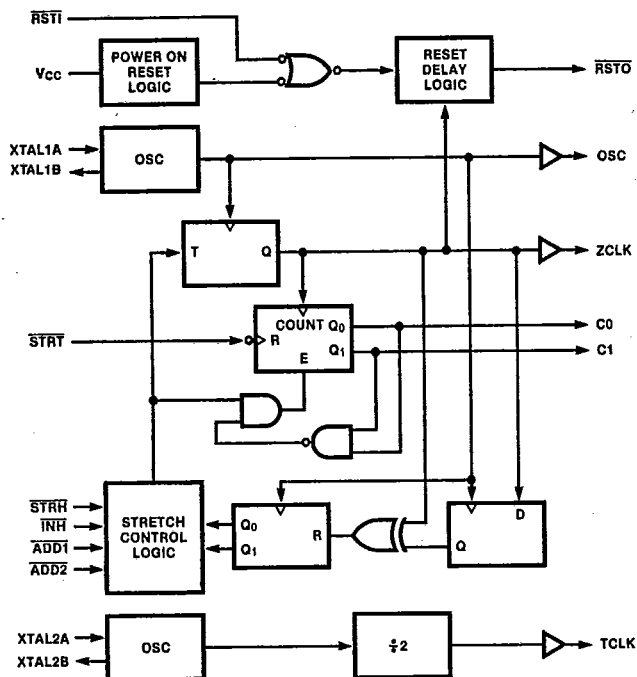 RSTI
VCC
POWER ON
RESET
LOGIC
RESET
DELAY
LOGIC
RSTO
XTAL1A
XTAL1B
OSC
OSC
T
Q
ZCLK
COUNT Q0
R
Q1
E
C0
C1
STRT
STRH
INH
ADD1
ADD2
STRETCH
CONTROL
LOGIC
Q0
Q1
R
D
Q
XTAL2A
XTAL2B
OSC
÷2
TCLK